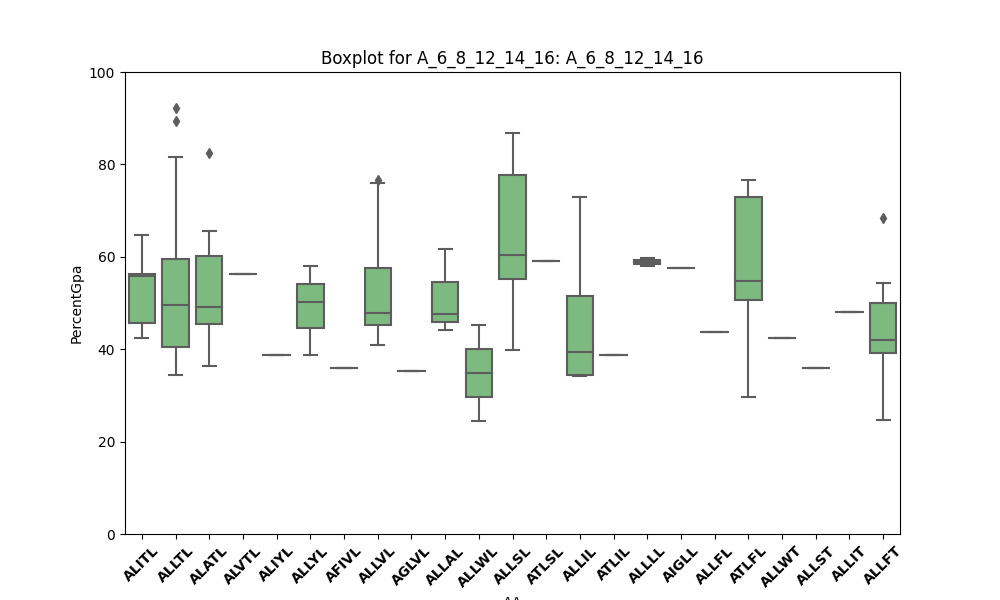 Boxplot for A_6_8_12_14_16: A_6_8_12_14_16
PercentGpa
100
80
60
40
20
0
ALITL
ALLTL
ALATL
ALVTL
ALIYL
ALLYL
AFIVL
ALLVL
AGLVL
ALLAL
ALLWL
ALLSL
ATLSL
ALLIL
ATLIL
ALLLL
AIGLL
ALLFL
ATLFL
ALLWT
ALLST
ALLIT
ALLFT